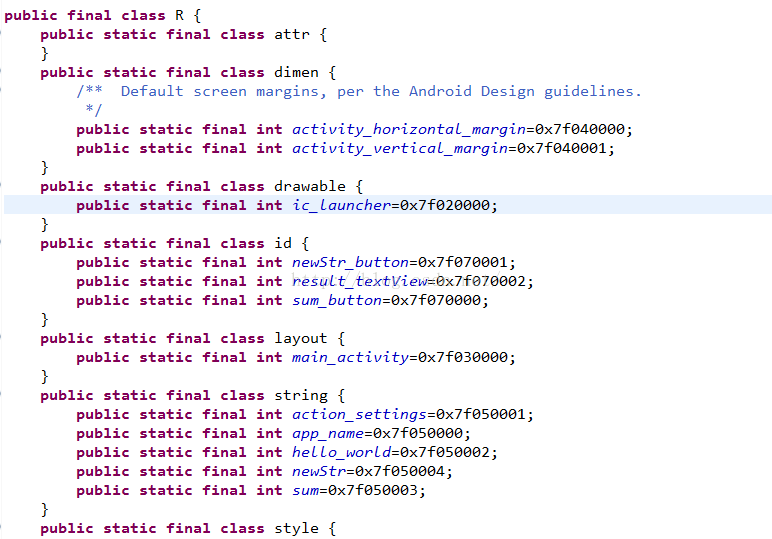 public final class R {
    public static final class attr {
    }
    public static final class dimen {
        /**  Default screen margins, per the Android Design guidelines.
         */
        public static final int activity_horizontal_margin=0x7f040000;
        public static final int activity_vertical_margin=0x7f040001;
    }
    public static final class drawable {
        public static final int ic_launcher=0x7f020000;
    }
    public static final class id {
        public static final int newStr_button=0x7f070001;
        public static final int result_textView=0x7f070002;
        public static final int sum_button=0x7f070000;
    }
    public static final class layout {
        public static final int main_activity=0x7f030000;
    }
    public static final class string {
        public static final int action_settings=0x7f050001;
        public static final int app_name=0x7f050000;
        public static final int hello_world=0x7f050002;
        public static final int newStr=0x7f050004;
        public static final int sum=0x7f050003;
    }
    public static final class style {